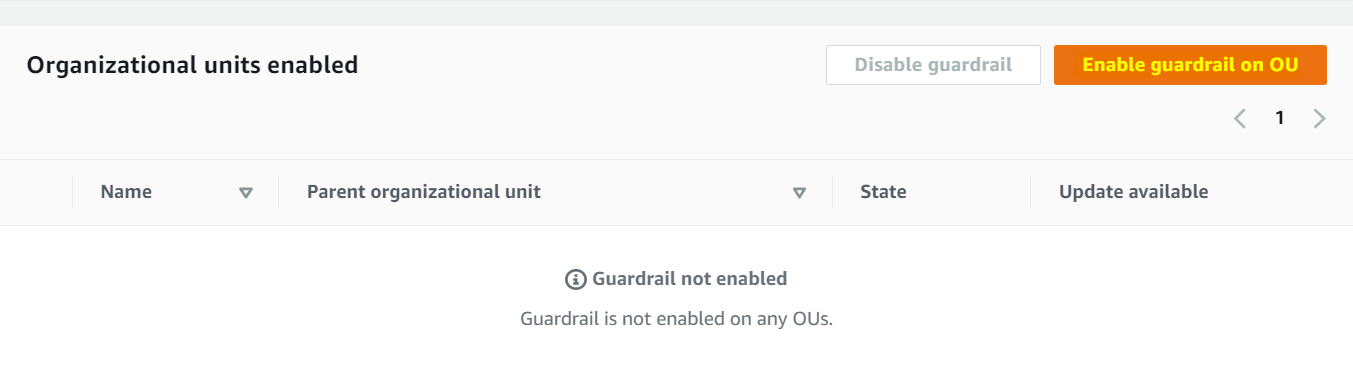 Organizational units enabled
Disable guardrail
Enable guardrail on OU
1
Name
Parent organizational unit
State
Update available
Guardrail not enabled
Guardrail is not enabled on any OUs.